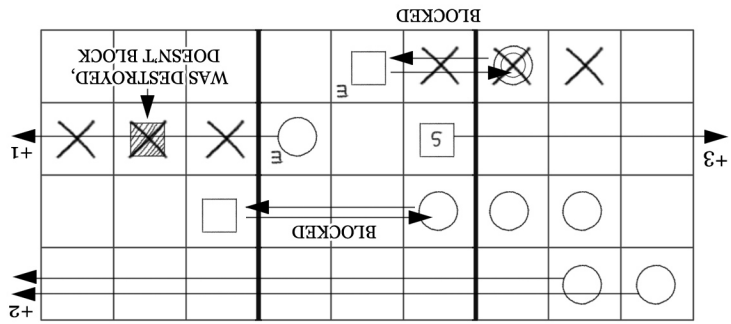 +2
BLOCKED
+3
+1
WAS DESTROYED,
DOESN'T BLOCK
BLOCKED